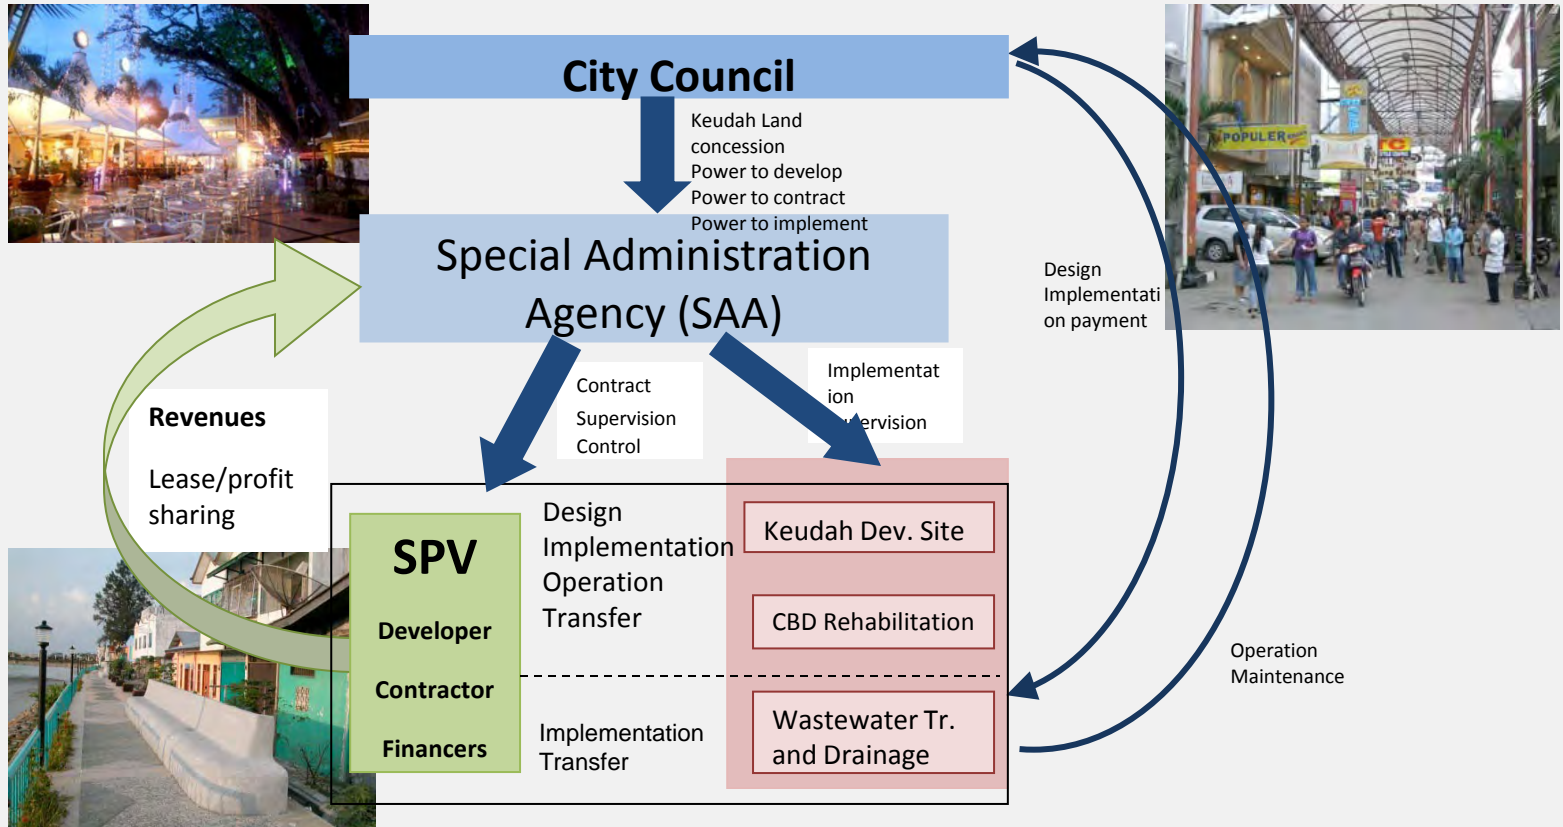 City Council
Keudah Land
concession
Power to develop
Power to contract
Power to implement
POPULER
TC
Special Administration
Agency (SAA)
Design
Implementati
on payment
Contract
Supervision
Control
Implementat
ion
Revenues
Lease/profit
sharing
SPV
Developer
Contractor
Financers
Design
Implementation
Operation
Transfer
Implementation
Transfer
Keudah Dev. Site
CBD Rehabilitation
Wastewater Tr.
and Drainage
Operation
Maintenance